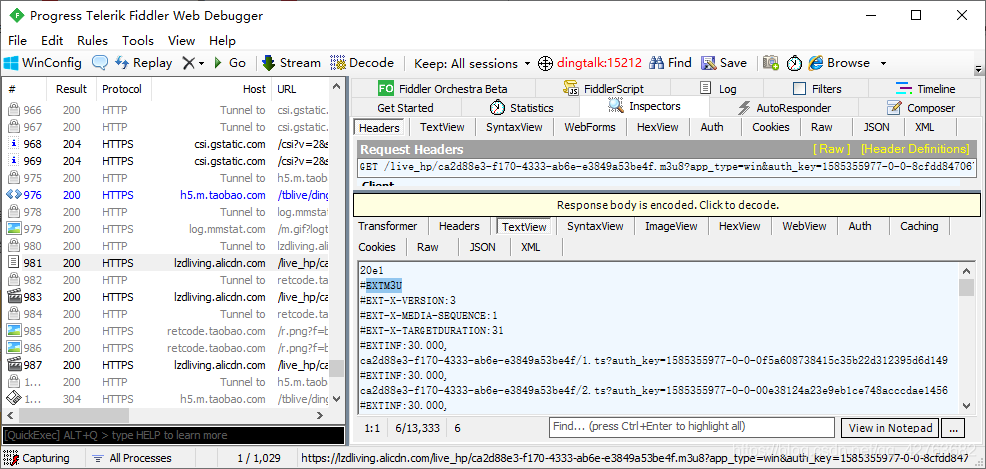 Progress Telerik Fiddler Web Debugger
File Edit Rules Tools View Help
WinConfig Replay Go Stream Decode Keep: All sessions dingtalk:15212 Find Save Browse
# Result Protocol Host URL
966 200 HTTP Tunnel to csi.gstatic.
967 200 HTTP Tunnel to csi.gstatic.
968 204 HTTPS csi.gstatic.com /csi?v=2&s
969 204 HTTPS csi.gstatic.com /csi?v=2&s
975 200 HTTP Tunnel to h5.m.taoba
976 200 HTTPS h5.m.taobao.com /tblive/ding
978 200 HTTP Tunnel to log.mmstat
979 200 HTTPS log.mmstat.com /m.gif?logt
980 200 HTTP Tunnel to lzdliving.ali
981 200 HTTPS lzdliving.alicdn.com /live_hp/ca
982 200 HTTP Tunnel to retcode.tao
983 200 HTTPS lzdliving.alicdn.com /live_hp/ca
984 200 HTTP Tunnel to retcode.tao
985 200 HTTPS retcode.taobao.com /r.png?f=b
986 200 HTTPS retcode.taobao.com /r.png?f=b
987 200 HTTPS lzdliving.alicdn.com /live_hp/ca
1... 200 HTTP Tunnel to h5.m.taoba
1... 304 HTTPS h5.m.taobao.com /tblive/ding
[QuickExec] ALT+Q > type HELP to learn more
Fiddler Orchestra Beta FiddlerScript Log Filters Timeline
Get Started Statistics Inspectors AutoResponder Composer
Headers TextView SyntaxView WebForms HexView Auth Cookies Raw JSON XML
Request Headers [ Raw ] [Header Definitions]
GET /live_hp/ca2d88e3-f170-4333-ab6e-e3849a53be4f.m3u8?app_type=win&auth_key=1585355977-0-0-8cfdd84706
Client
Response body is encoded. Click to decode.
Transformer Headers TextView SyntaxView ImageView HexView WebView Auth Caching
Cookies Raw JSON XML
20e1
#EXTM3U
#EXT-X-VERSION:3
#EXT-X-MEDIA-SEQUENCE:1
#EXT-X-TARGETDURATION:31
#EXTINF:30.000,
ca2d88e3-f170-4333-ab6e-e3849a53be4f/1.ts?auth_key=1585355977-0-0-0f5a608738415c35b22d312395d6d149
#EXTINF:30.000,
ca2d88e3-f170-4333-ab6e-e3849a53be4f/2.ts?auth_key=1585355977-0-0-00e38124a23e9eb1ce748acccdae1456
#EXTINF:30.000,
1:1 6/13,333 6 Find... (press Ctrl+Enter to highlight all) View in Notepad ...
Capturing All Processes 1 / 1,029 https://lzdliving.alicdn.com/live_hp/ca2d88e3-f170-4333-ab6e-e3849a53be4f.m3u8?app_type=win&auth_key=1585355977-0-0-8cfdd847